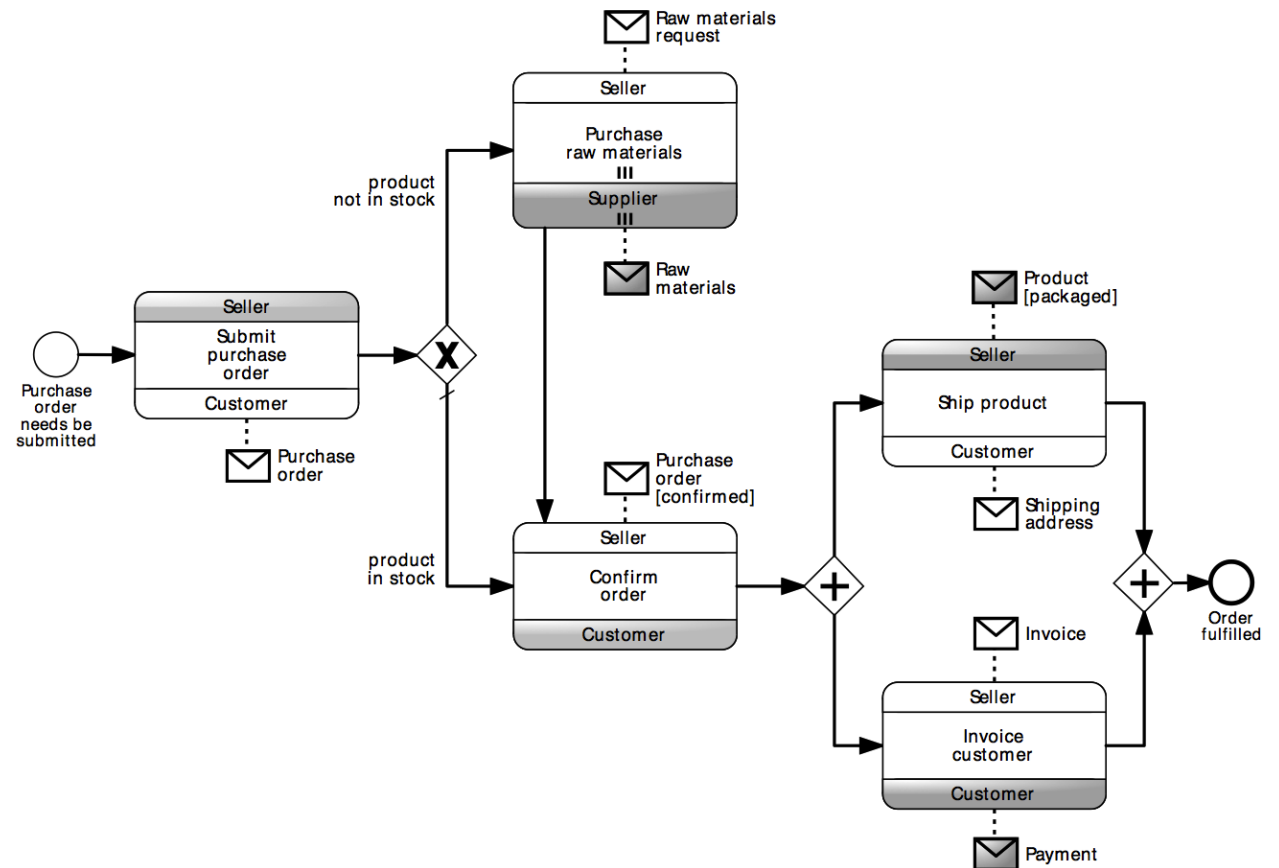 Raw materials
request
Seller
Purchase
raw materials
Supplier
Raw
materials
product
not in stock
Seller
Submit
purchase
order
Customer
Purchase
order
needs be
submitted
X
Purchase
order
product
in stock
Purchase
order
[confirmed]
Seller
Confirm
order
Customer
Product
[packaged]
Seller
Ship product
Customer
Shipping
address
Invoice
Seller
Invoice
customer
Customer
Payment
Order
fulfilled